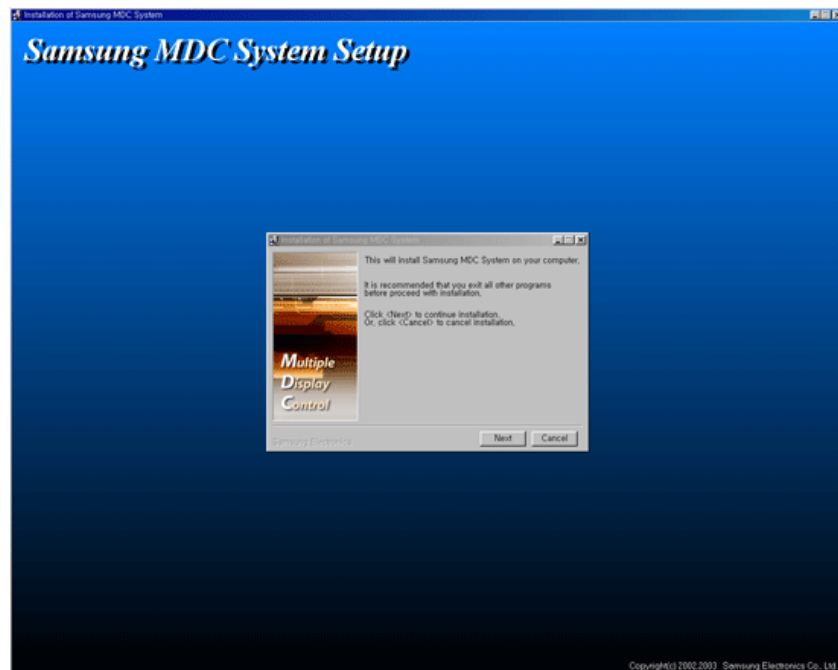 Installation of Samsung MDC System
Samsung MDC System Setup
Installation of Samsung MDC System
This will install Samsung MDC System on your computer,
It is recommended that you exit all other programs
before proceed with installation,
Click <Next> to continue installation,
Or, click <Cancel> to cancel installation,
Multiple
Display
Control
Samsung Electronics
Next
Cancel
Copyright(c) 2002,2003 Samsung Electronics Co., Ltd.